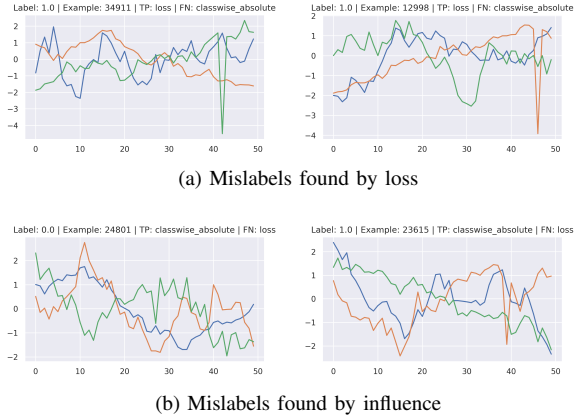 Label: 1.0 | Example: 34911 | TP: loss | FN: classwise_absolute
2
1
0
−1
−2
−3
−4
0 10 20 30 40 50
Label: 1.0 | Example: 12998 | TP: loss | FN: classwise_absolute
2
1
0
−1
−2
−3
−4
0 10 20 30 40 50
(a) Mislabels found by loss
Label: 0.0 | Example: 24801 | TP: classwise_absolute | FN: loss
2
1
0
−1
−2
0 10 20 30 40 50
Label: 1.0 | Example: 23615 | TP: classwise_absolute | FN: loss
2
1
0
−1
−2
0 10 20 30 40 50
(b) Mislabels found by influence